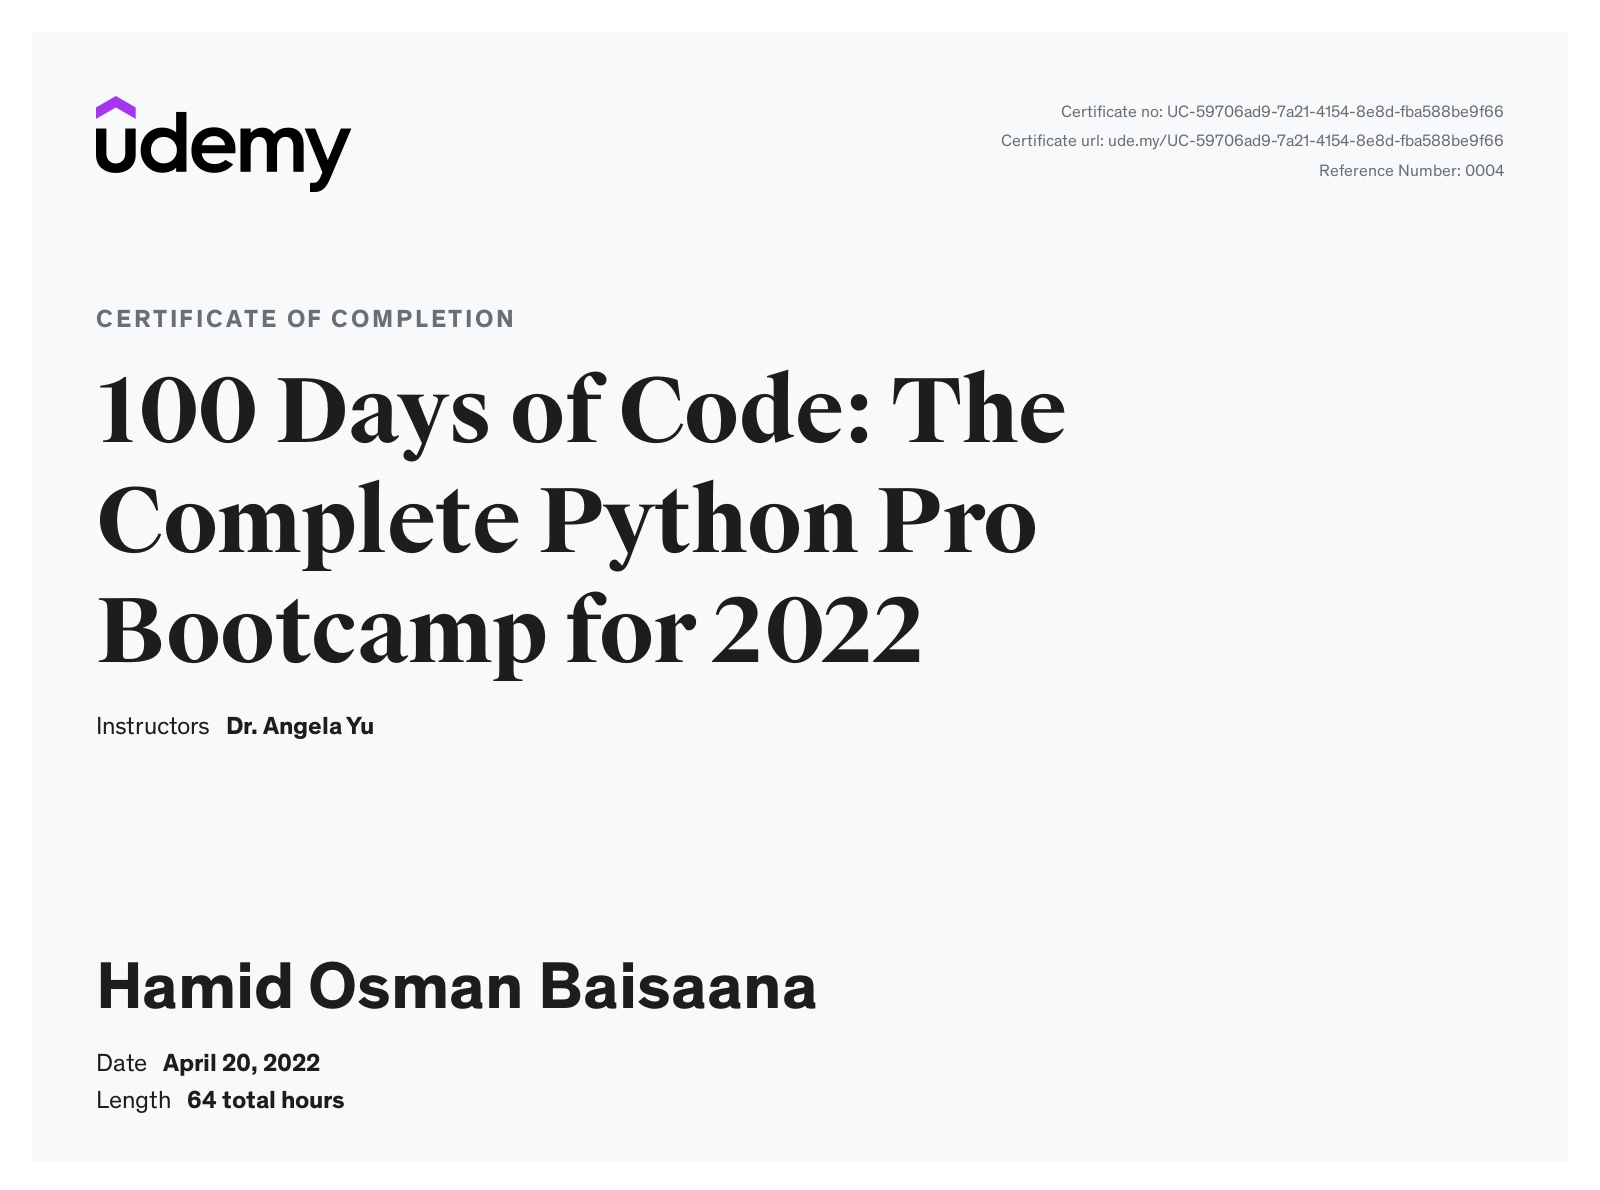 udemy
Certificate no: UC-59706ad9-7a21-4154-8e8d-fba588be9f66
Certificate url: ude.my/UC-59706ad9-7a21-4154-8e8d-fba588be9f66
Reference Number: 0004
CERTIFICATE OF COMPLETION
100 Days of Code: The
Complete Python Pro
Bootcamp for 2022
Instructors Dr. Angela Yu
Hamid Osman Baisaana
Date April 20, 2022
Length 64 total hours